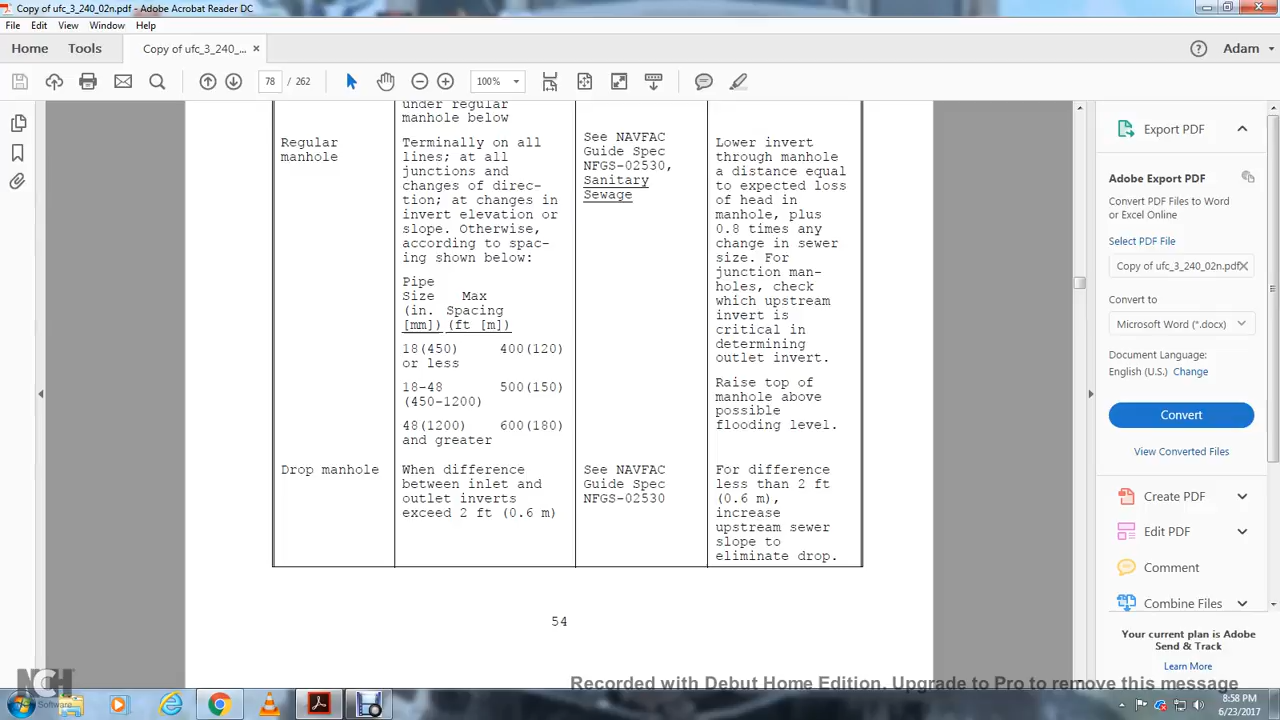 Copy of ufc_3_240_02n.pdf - Adobe Acrobat Reader DC
File Edit View Window Help
Home Tools Copy of ufc_3_240_... × Adam
78 / 262 100%
under regular
manhole below
Regular
manhole
Terminally on all
lines; at all
junctions and
changes of direc-
tion; at changes in
invert elevation or
slope. Otherwise,
according to spac-
ing shown below:
Pipe
Size Max
(in. Spacing
[mm]) (ft [m])
18(450) 400(120)
or less
18-48 500(150)
(450-1200)
48(1200) 600(180)
and greater
See NAVFAC
Guide Spec
NFGS-02530,
Sanitary
Sewage
Lower invert
through manhole
a distance equal
to expected loss
of head in
manhole, plus
0.8 times any
change in sewer
size. For
junction man-
holes, check
which upstream
invert is
critical in
determining
outlet invert.
Raise top of
manhole above
possible
flooding level.
Drop manhole
When difference
between inlet and
outlet inverts
exceed 2 ft (0.6 m)
See NAVFAC
Guide Spec
NFGS-02530
For difference
less than 2 ft
(0.6 m),
increase
upstream sewer
slope to
eliminate drop.
54
Export PDF
Adobe Export PDF
Convert PDF Files to Word
or Excel Online
Select PDF File
Copy of ufc_3_240_02n.pdf
Convert to
Microsoft Word (*.docx)
Document Language:
English (U.S.) Change
Convert
View Converted Files
Create PDF
Edit PDF
Comment
Combine Files
Your current plan is Adobe
Send & Track
Learn More
NCH
Software
Recorded with Debut Home Edition. Upgrade to Pro to remove this message
8:58 PM
6/23/2017